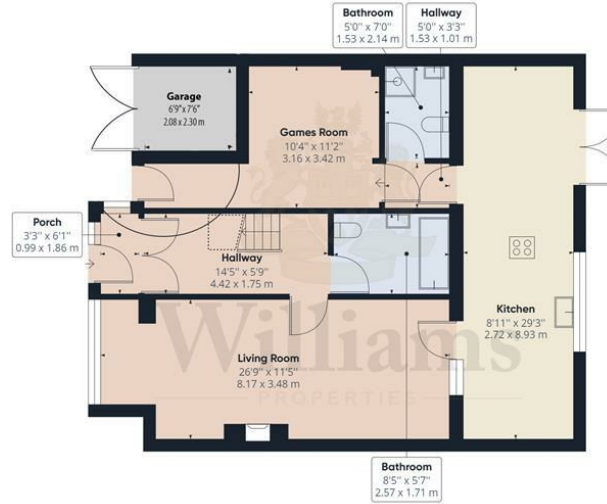 Bathroom
5'0" x 7'0"
1.53 x 2.14 m
Hallway
5'0" x 3'3"
1.53 x 1.01 m
Garage
6'9" x 7'6"
2.08 x 2.30 m
Games Room
10'4" x 11'2"
3.16 x 3.42 m
Porch
3'3" x 6'1"
0.99 x 1.86 m
Hallway
14'5" x 5'9"
4.42 x 1.75 m
Kitchen
8'11" x 29'3"
2.72 x 8.93 m
Williams
PROPERTIES
Living Room
26'9" x 11'5"
8.17 x 3.48 m
Bathroom
8'5" x 5'7"
2.57 x 1.71 m